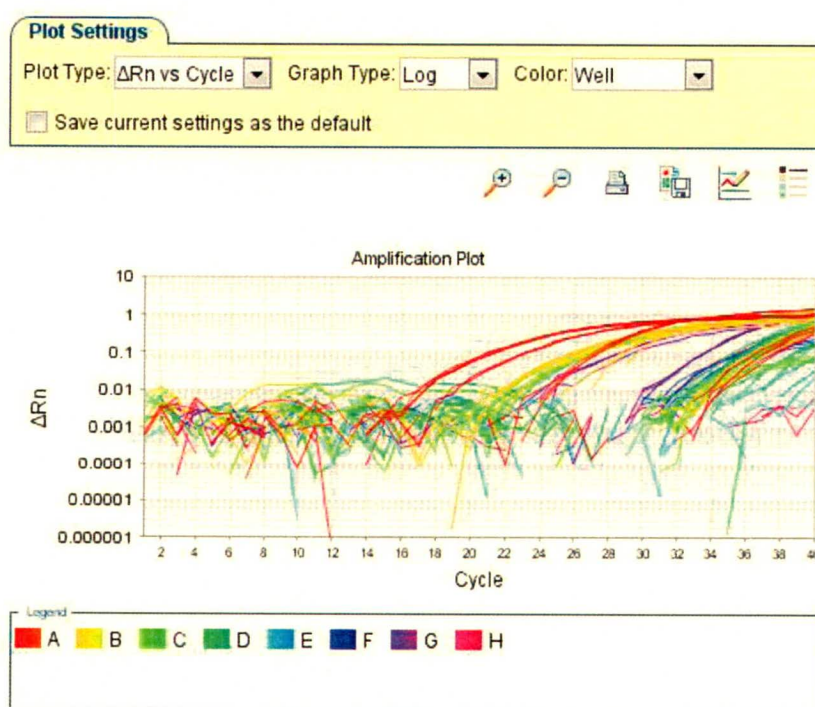 Plot Settings
Plot Type: ΔRn vs Cycle Graph Type: Log Color: Well
Save current settings as the default
Amplification Plot
10
1
0.1
0.01
0.001
0.0001
0.00001
0.000001
ΔRn
2 4 6 8 10 12 14 16 18 20 22 24 26 28 30 32 34 36 38 40
Cycle
Legend
A B C D E F G H